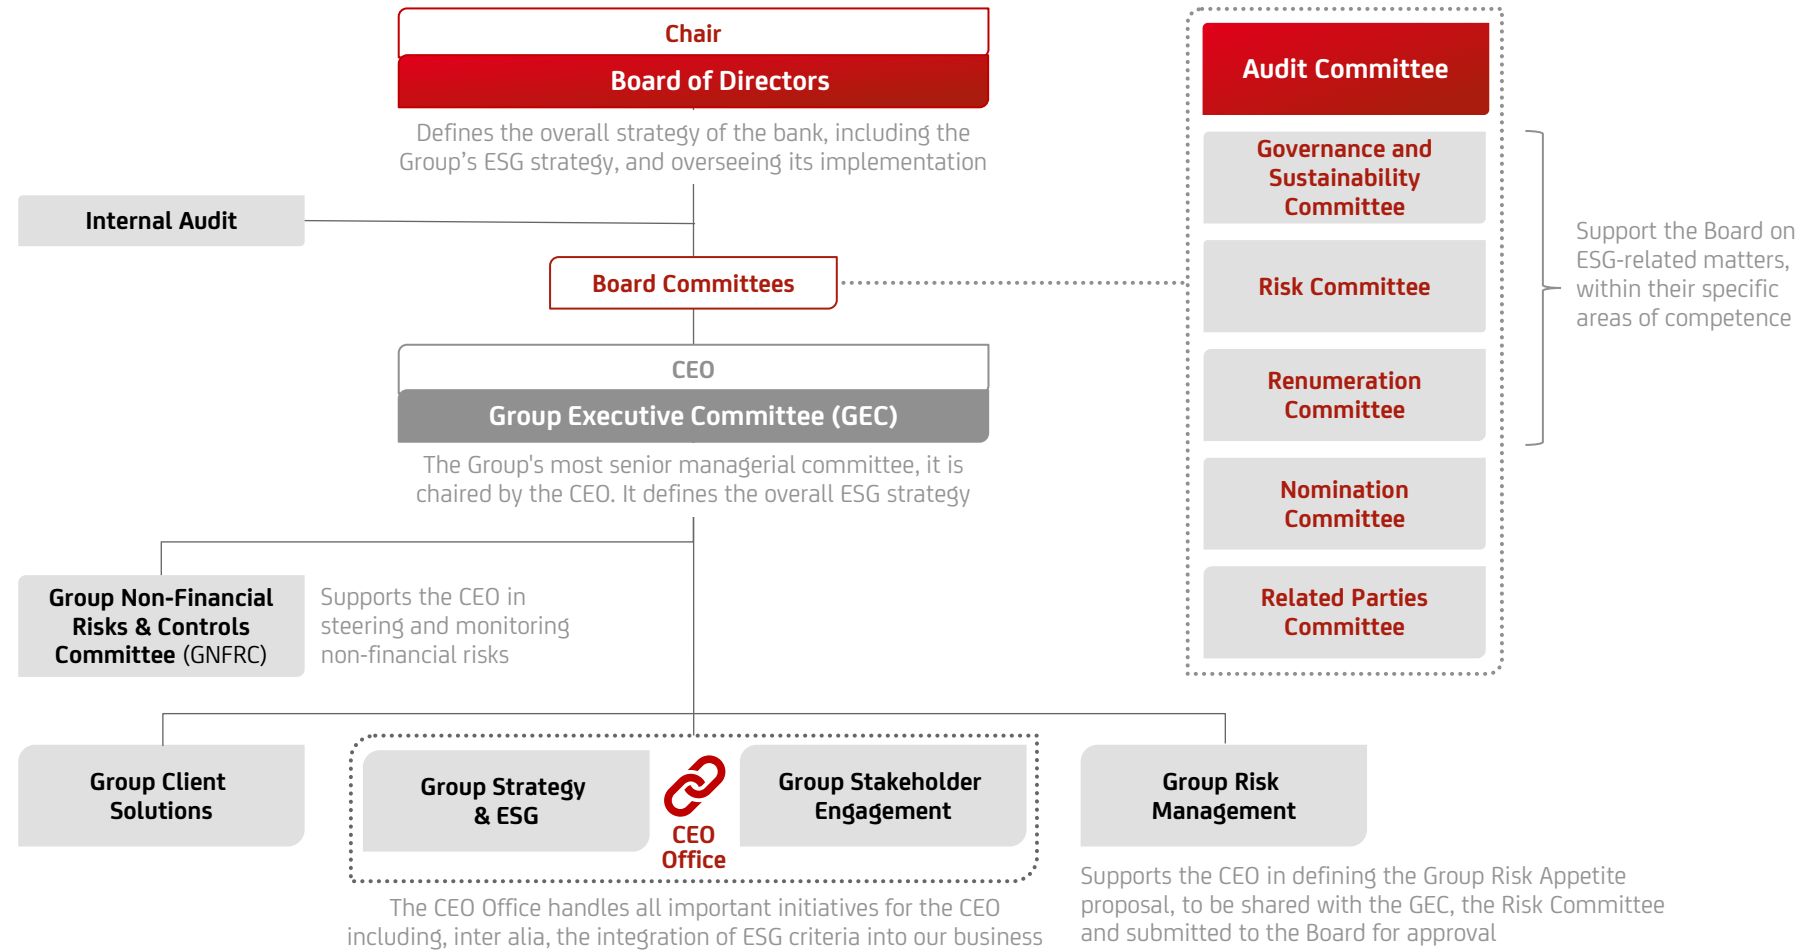 Chair
Board of Directors
Defines the overall strategy of the bank, including the
Group’s ESG strategy, and overseeing its implementation
Internal Audit
Board Committees
CEO
Group Executive Committee (GEC)
The Group's most senior managerial committee, it is
chaired by the CEO. It defines the overall ESG strategy
Audit Committee
Governance and
Sustainability
Committee
Risk Committee
Renumeration
Committee
Nomination
Committee
Related Parties
Committee
Support the Board on
ESG-related matters,
within their specific
areas of competence
Group Non-Financial
Risks & Controls
Committee (GNFRC)
Supports the CEO in
steering and monitoring
non-financial risks
Group Client
Solutions
Group Strategy
& ESG
CEO
Office
Group Stakeholder
Engagement
Group Risk
Management
The CEO Office handles all important initiatives for the CEO
including, inter alia, the integration of ESG criteria into our business
Supports the CEO in defining the Group Risk Appetite
proposal, to be shared with the GEC, the Risk Committee
and submitted to the Board for approval